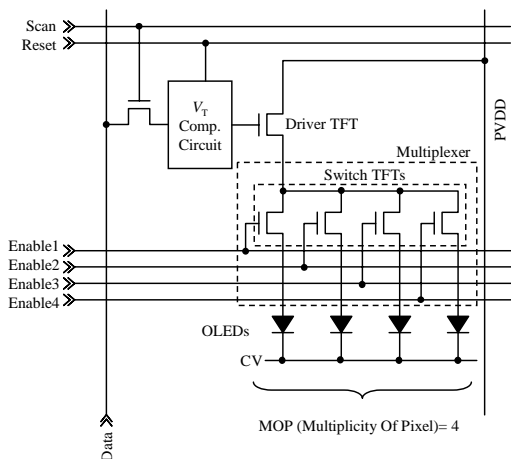 Scan
Reset
PVDD
V_T
Comp.
Circuit
Driver TFT
Multiplexer
Switch TFTs
Enable1
Enable2
Enable3
Enable4
OLEDs
CV
MOP (Multiplicity Of Pixel)= 4
Data